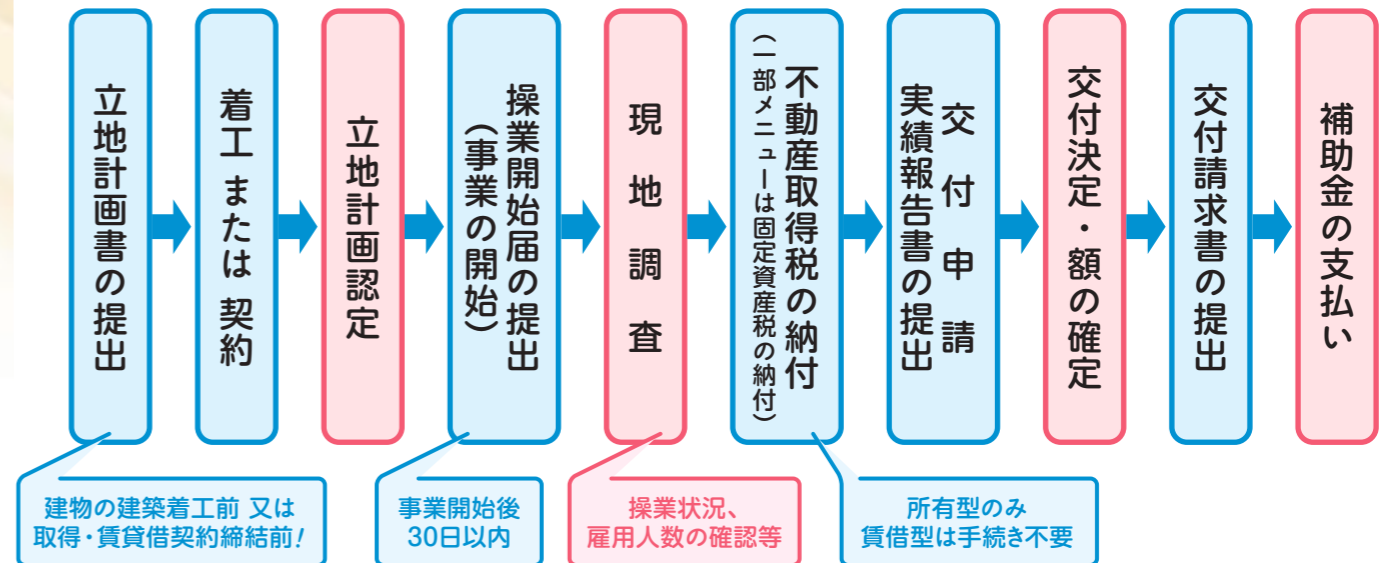 立地計画書の提出
着工 または 契約
立地計画認定
操業開始届の提出
（事業の開始）
現地調査
不動産取得税の納付
（一部メニューは固定資産税の納付）
交付申請
実績報告書の提出
交付決定・額の確定
交付請求書の提出
補助金の支払い
建物の建築着工前 又は
取得・賃貸借契約締結前!
事業開始後
30日以内
操業状況、
雇用人数の確認等
所有型のみ
賃借型は手続き不要